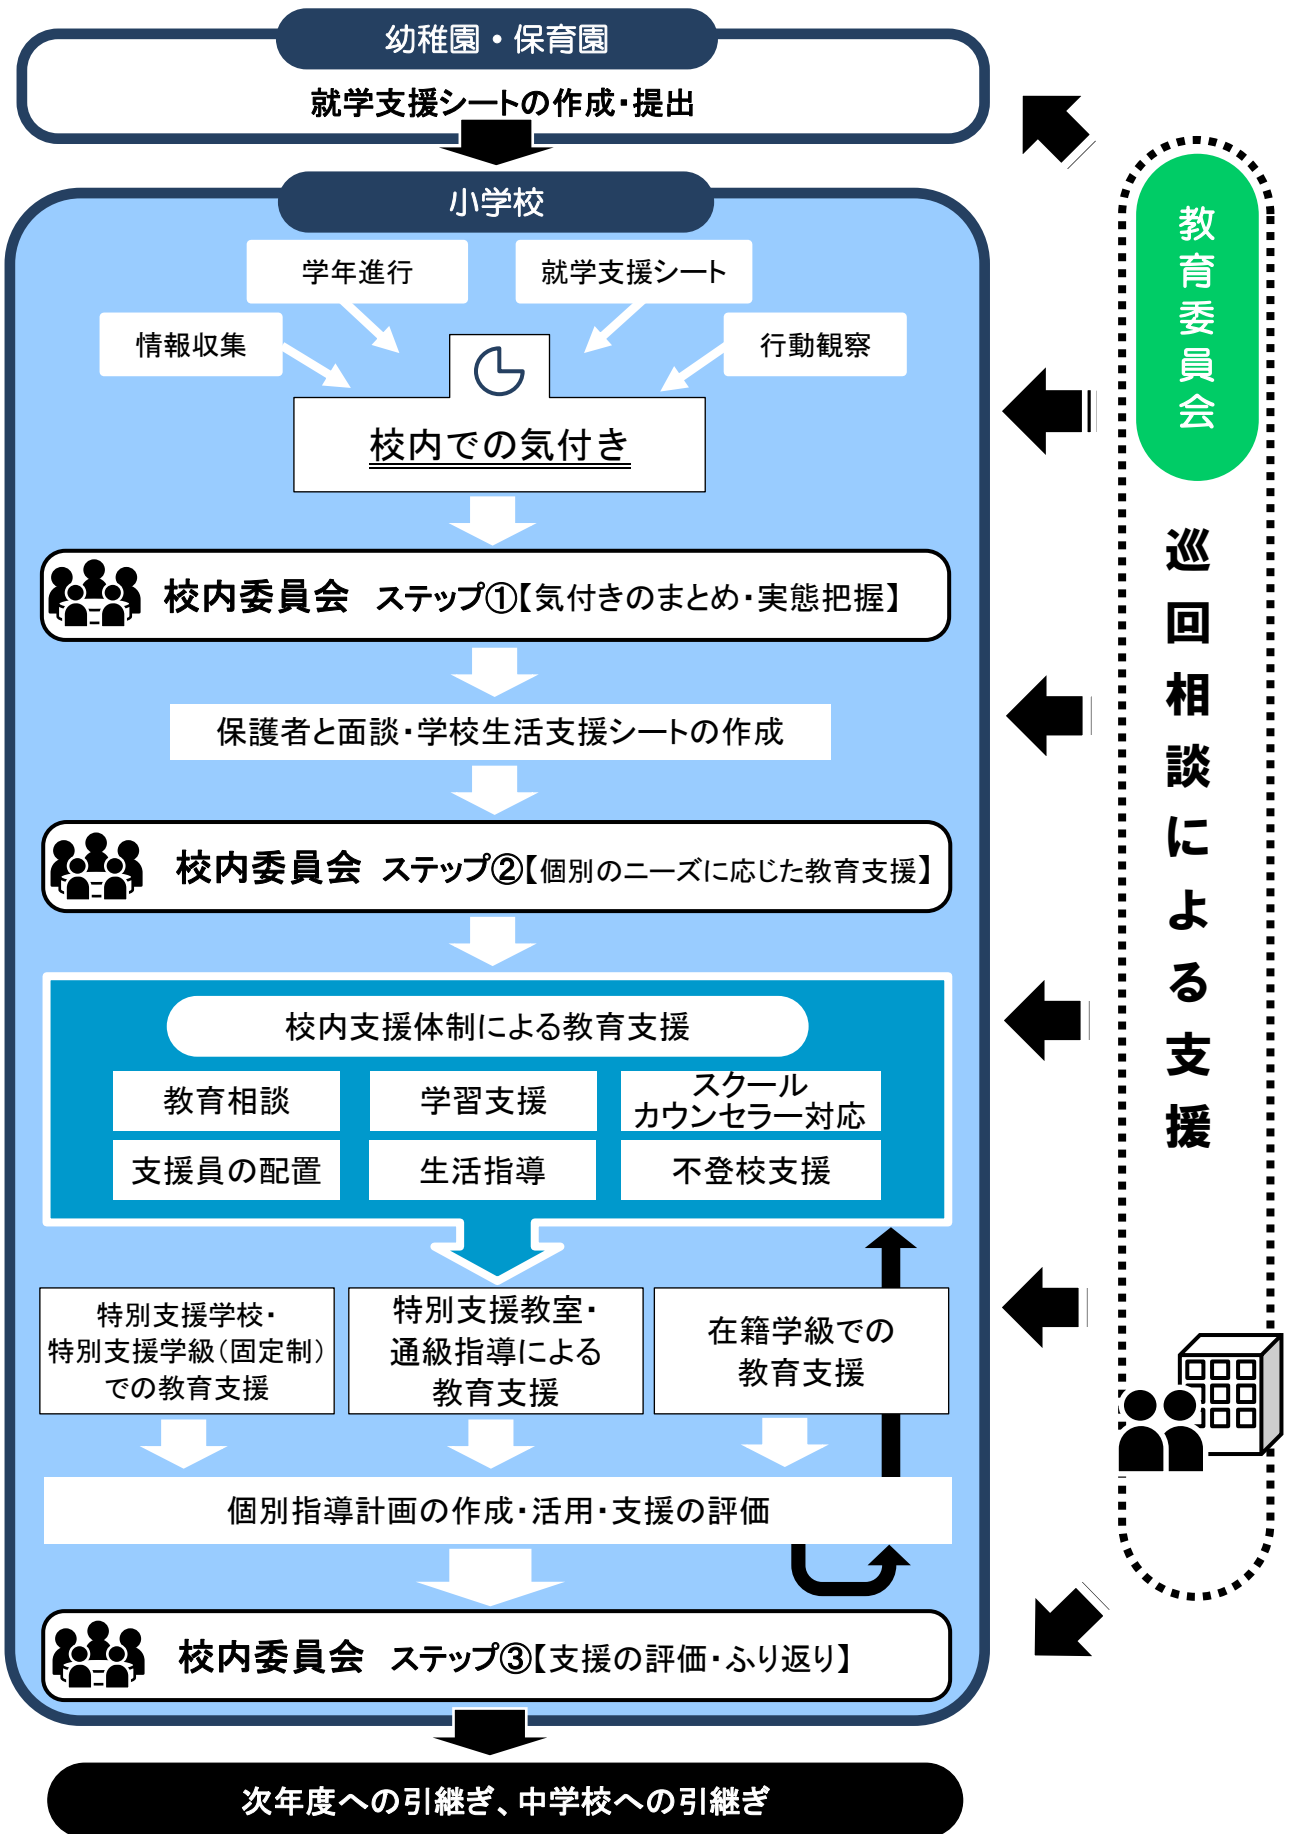 幼稚園・保育園
就学支援シートの作成・提出
小学校
学年進行
就学支援シート
情報収集
行動観察
校内での気付き
校内委員会 ステップ①【気付きのまとめ・実態把握】
保護者と面談・学校生活支援シートの作成
校内委員会 ステップ②【個別のニーズに応じた教育支援】
校内支援体制による教育支援
教育相談
学習支援
スクール
カウンセラー対応
支援員の配置
生活指導
不登校支援
特別支援学校・
特別支援学級(固定制)
での教育支援
特別支援教室・
通級指導による
教育支援
在籍学級での
教育支援
個別指導計画の作成・活用・支援の評価
校内委員会 ステップ③【支援の評価・ふり返り】
次年度への引継ぎ、中学校への引継ぎ
教育委員会
巡回相談による支援